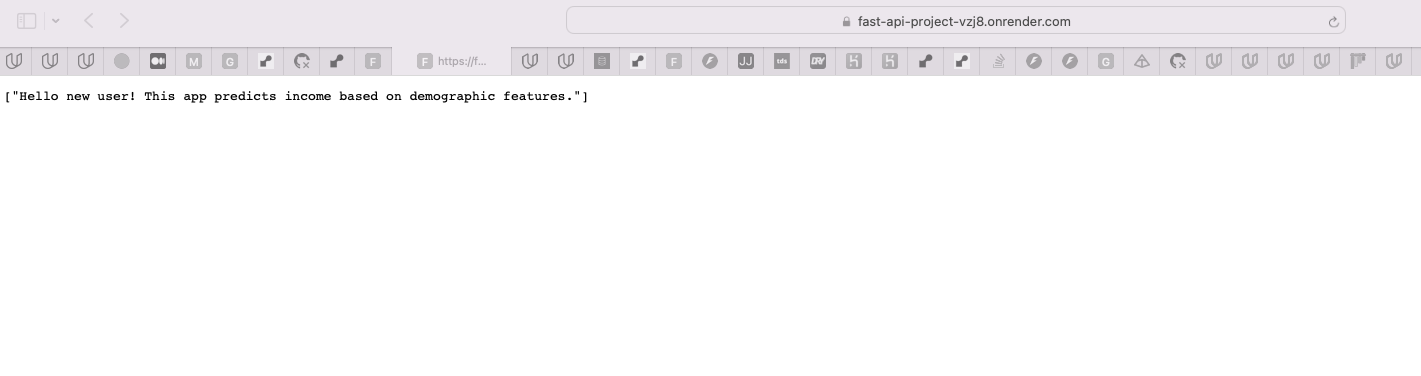 fast-api-project-vzj8.onrender.com
M
G
F
F
https://f...
F
JJ
tds
DRY
G
["Hello new user! This app predicts income based on demographic features."]